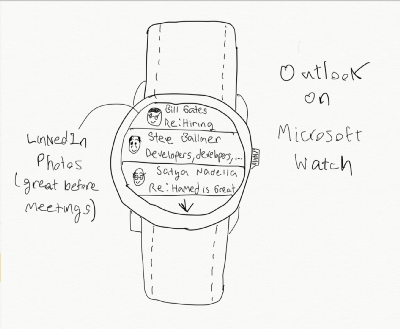 Outlook
on
Microsoft
Watch
LinkedIn
Photos
(great before
meetings)
Bill Gates
Re:Hiring
Steve Ballmer
Developers, developers,...
Satya Nadella
Re: Hamed is Great